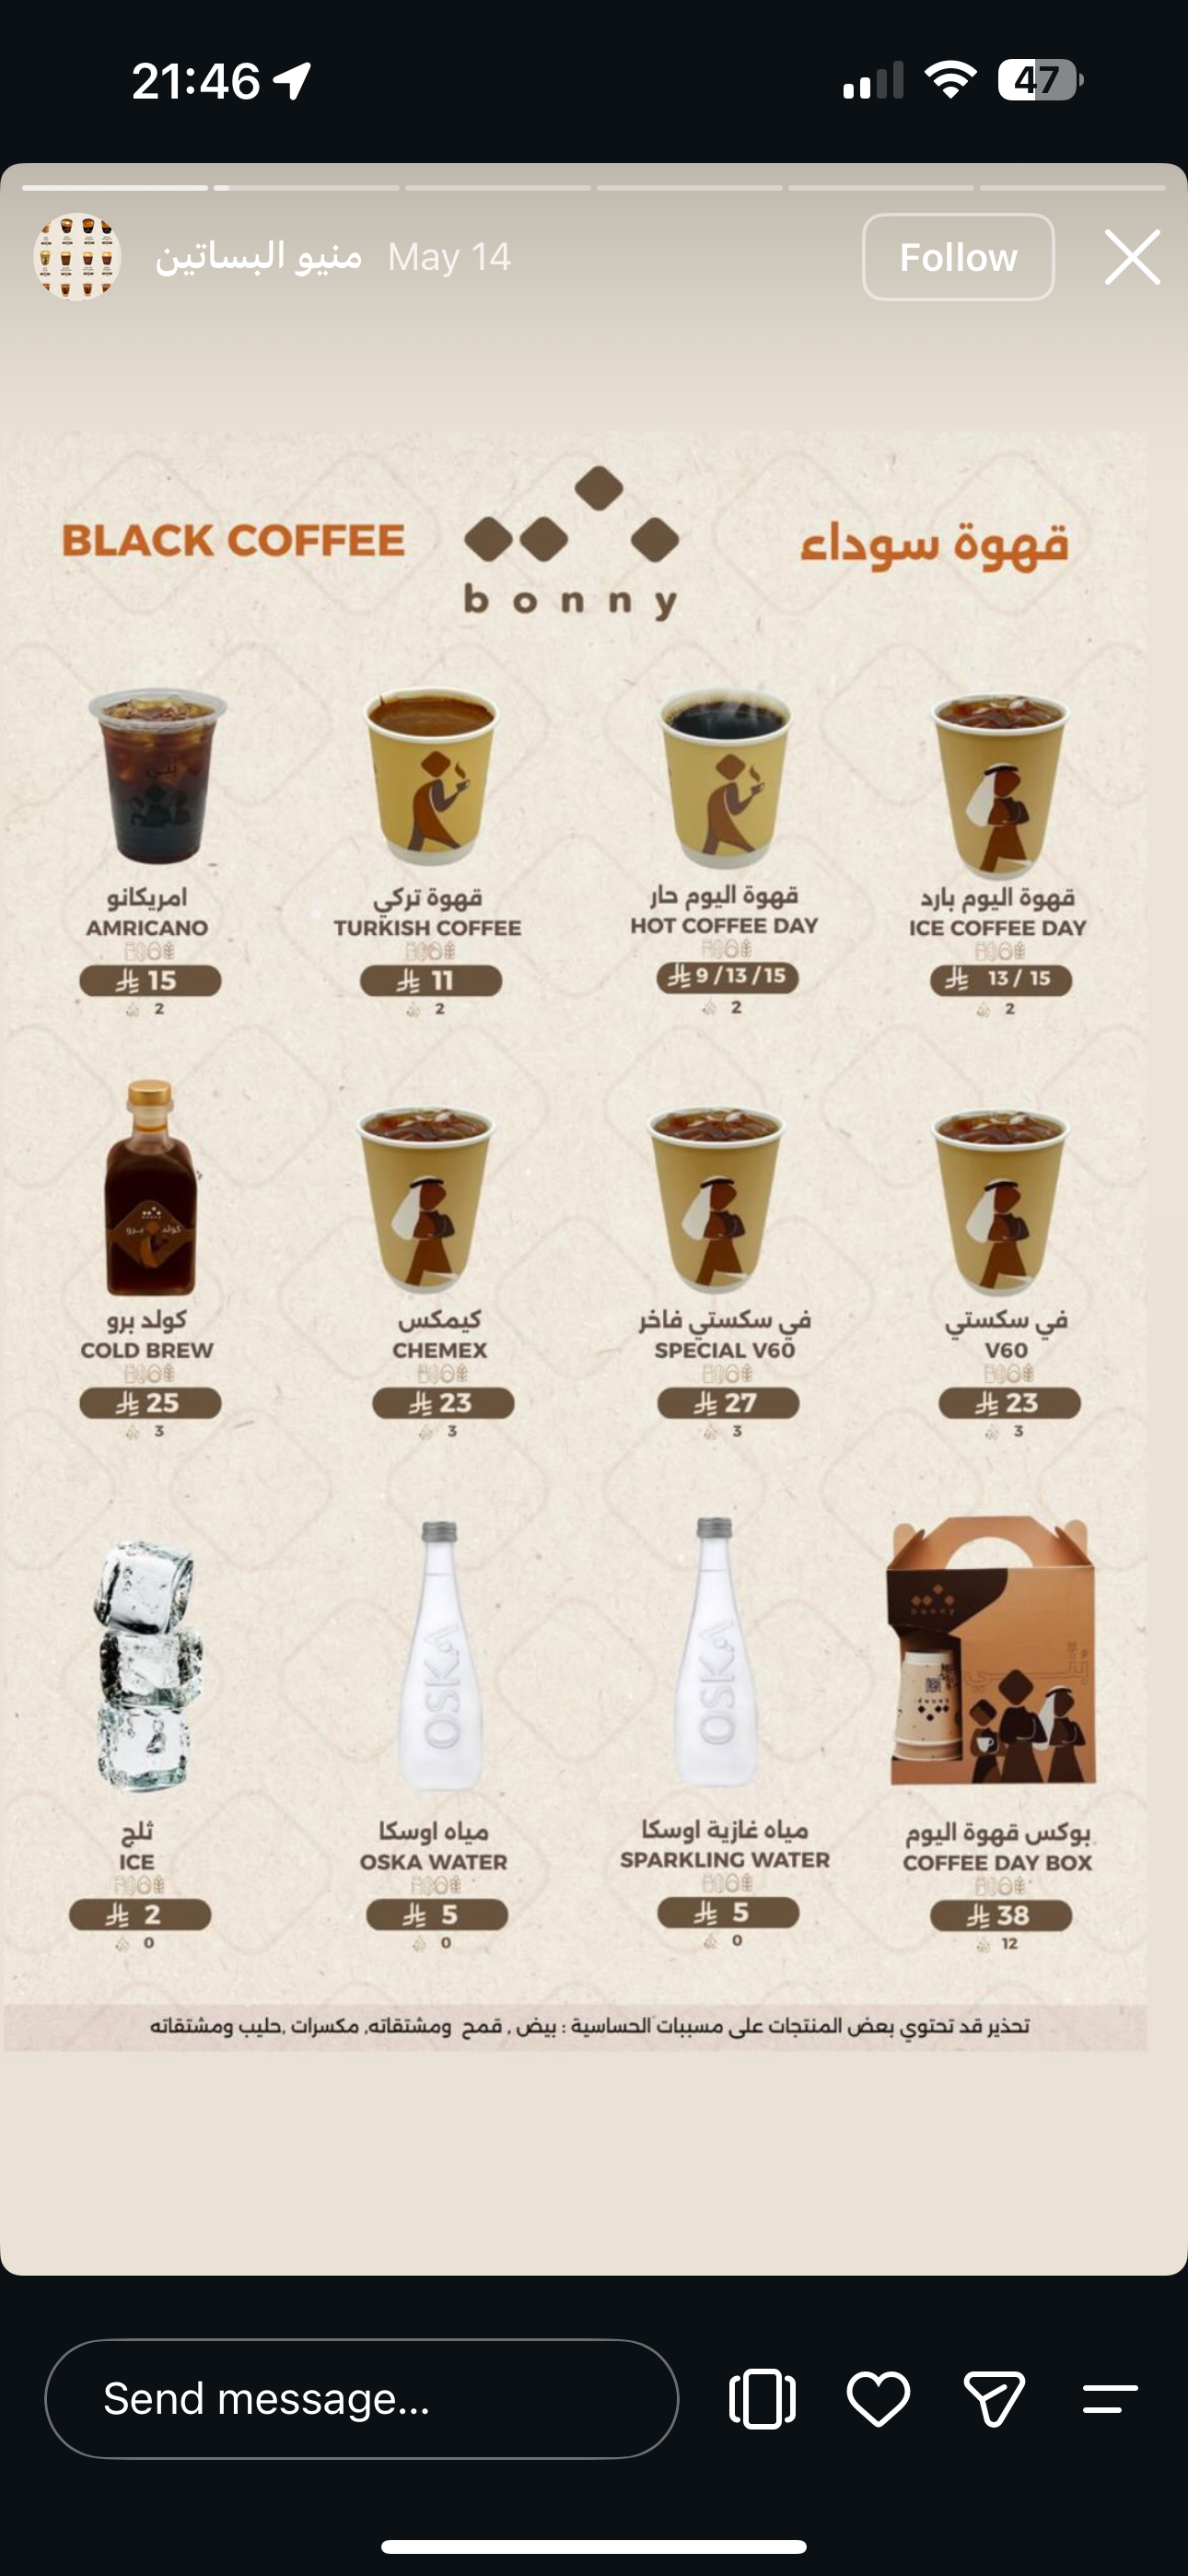 21:46
47
منيو البساتين May 14
Follow
BLACK COFFEE
bonny
قهوة سوداء
امريكانو
AMRICANO
15
2
قهوة تركي
TURKISH COFFEE
11
2
قهوة اليوم حار
HOT COFFEE DAY
9 / 13 / 15
2
قهوة اليوم بارد
ICE COFFEE DAY
13 / 15
2
كولد برو
كولد برو
COLD BREW
25
3
كيمكس
CHEMEX
23
3
في سكستي فاخر
SPECIAL V60
27
3
في سكستي
V60
23
3
ثلج
ICE
2
0
OSKA
مياه اوسكا
OSKA WATER
5
0
OSKA
مياه غازية اوسكا
SPARKLING WATER
5
0
bonny
بوكس قهوة اليوم
COFFEE DAY BOX
38
12
تحذير قد تحتوي بعض المنتجات على مسببات الحساسية : بيض , قمح ومشتقاته, مكسرات ,حليب ومشتقاته
Send message...